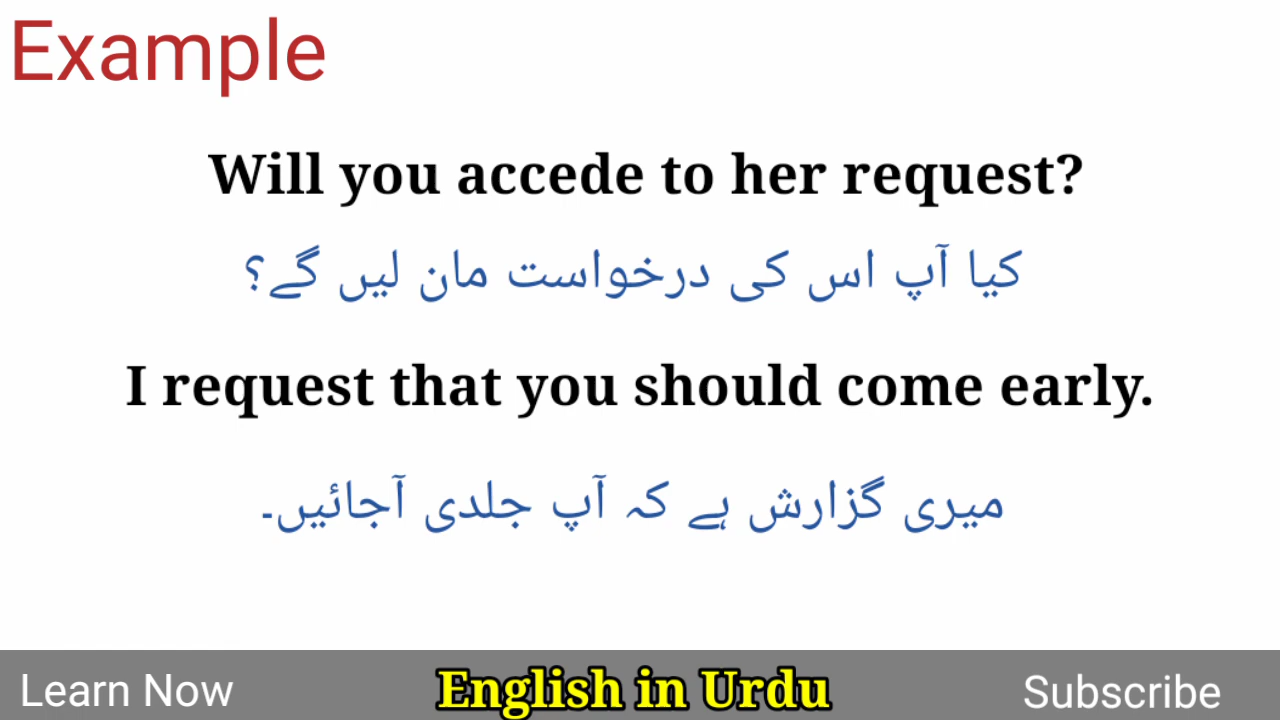 Example
Will you accede to her request?
کیا آپ اس کی درخواست مان لیں گے؟
I request that you should come early.
میری گزارش ہے کہ آپ جلدی آجائیں۔
Learn Now
English in Urdu
Subscribe